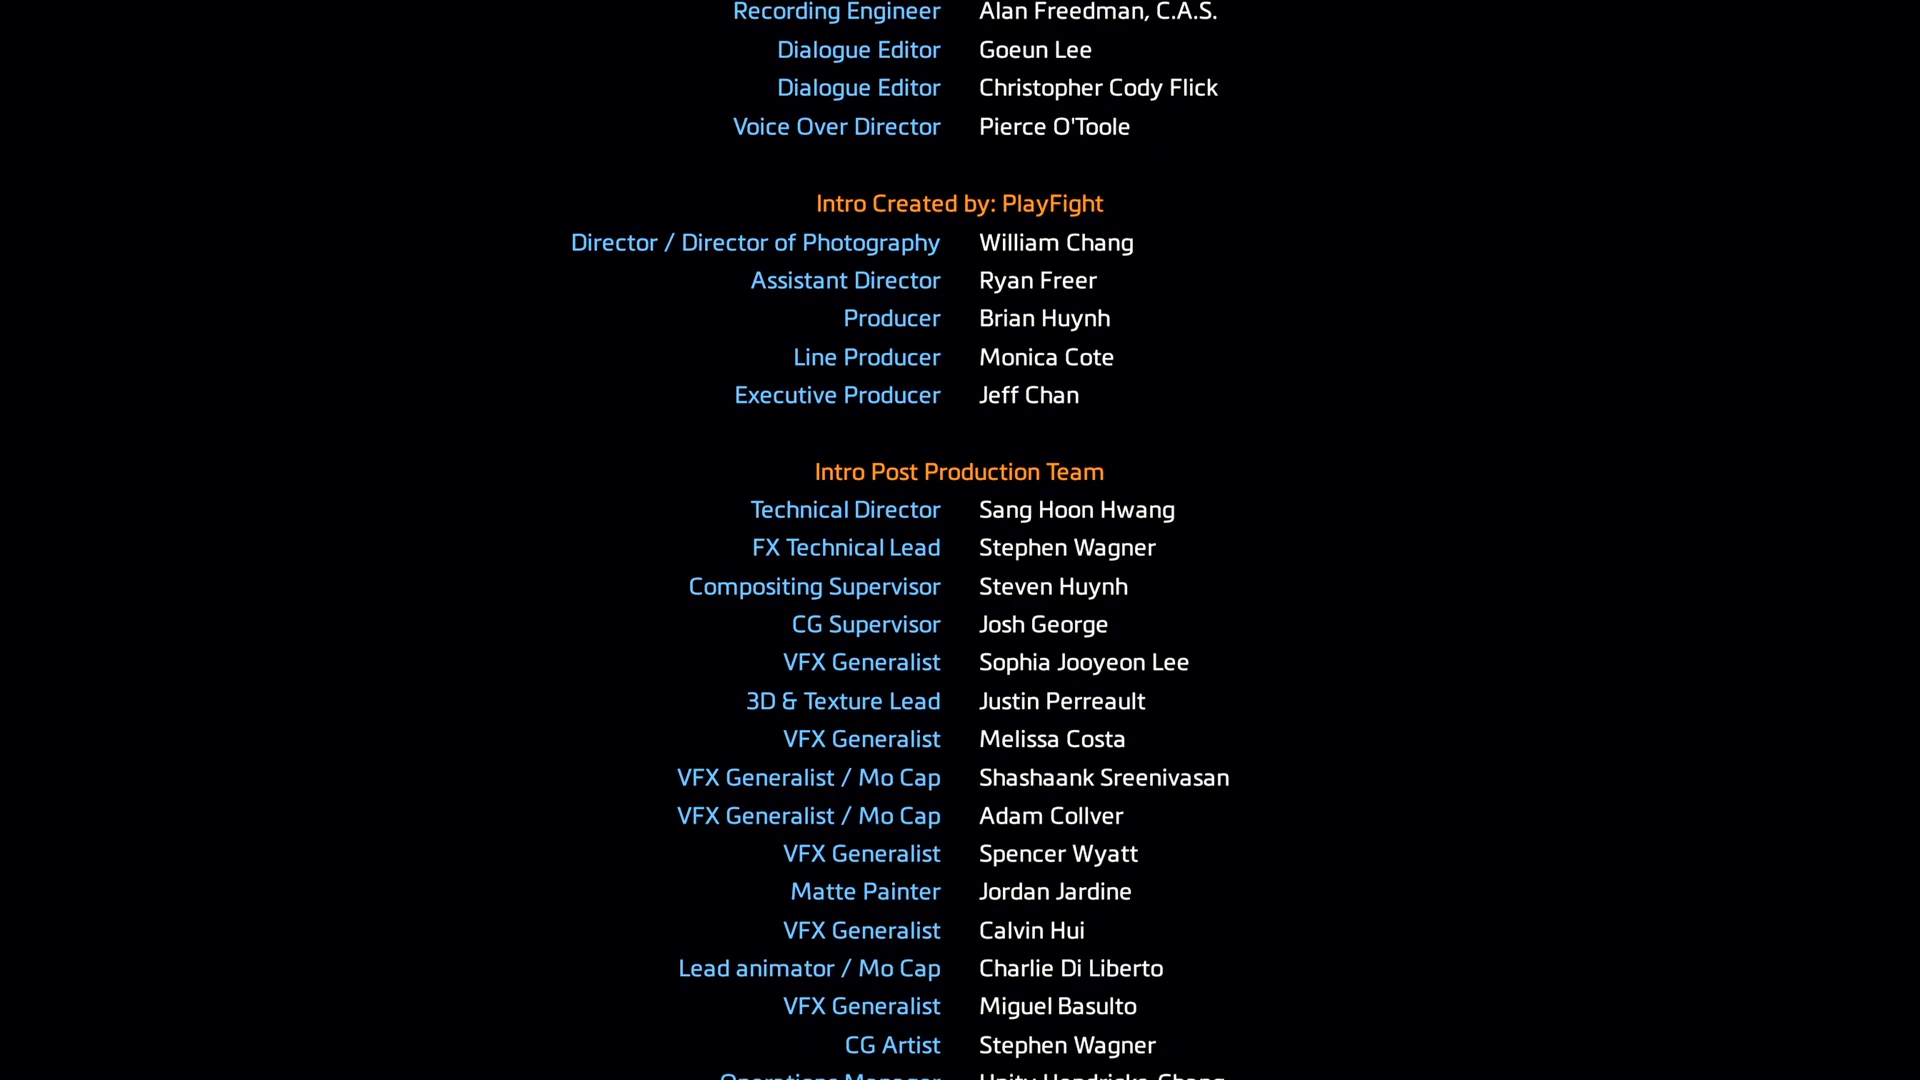 Recording Engineer Alan Freedman, C.A.S.
Dialogue Editor Goeun Lee
Dialogue Editor Christopher Cody Flick
Voice Over Director Pierce O'Toole
Intro Created by: PlayFight
Director / Director of Photography William Chang
Assistant Director Ryan Freer
Producer Brian Huynh
Line Producer Monica Cote
Executive Producer Jeff Chan
Intro Post Production Team
Technical Director Sang Hoon Hwang
FX Technical Lead Stephen Wagner
Compositing Supervisor Steven Huynh
CG Supervisor Josh George
VFX Generalist Sophia Jooyeon Lee
3D & Texture Lead Justin Perreault
VFX Generalist Melissa Costa
VFX Generalist / Mo Cap Shashaank Sreenivasan
VFX Generalist / Mo Cap Adam Collver
VFX Generalist Spencer Wyatt
Matte Painter Jordan Jardine
VFX Generalist Calvin Hui
Lead animator / Mo Cap Charlie Di Liberto
VFX Generalist Miguel Basulto
CG Artist Stephen Wagner
Operations Manager